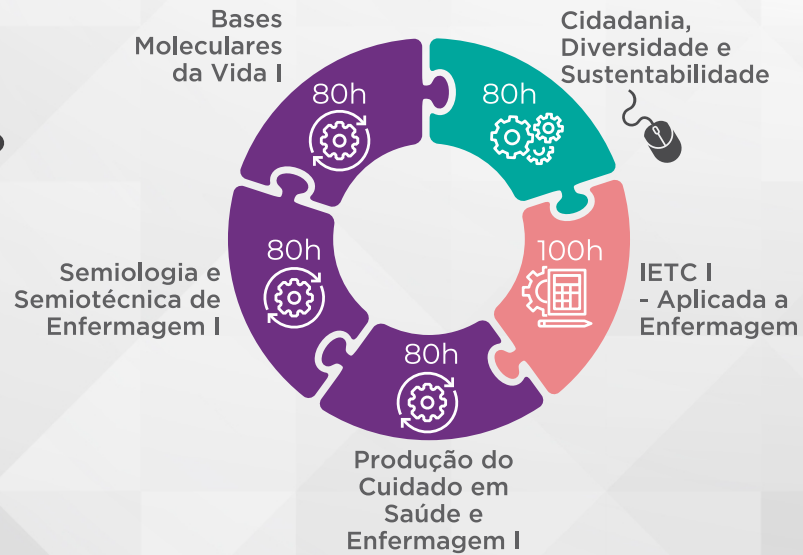 Bases
Moleculares
da Vida I
80h
Cidadania,
Diversidade e
Sustentabilidade
80h
Semiologia e
Semiotécnica de
Enfermagem I
80h
100h
IETC I
- Aplicada a
Enfermagem
80h
Produção do
Cuidado em
Saúde e
Enfermagem I